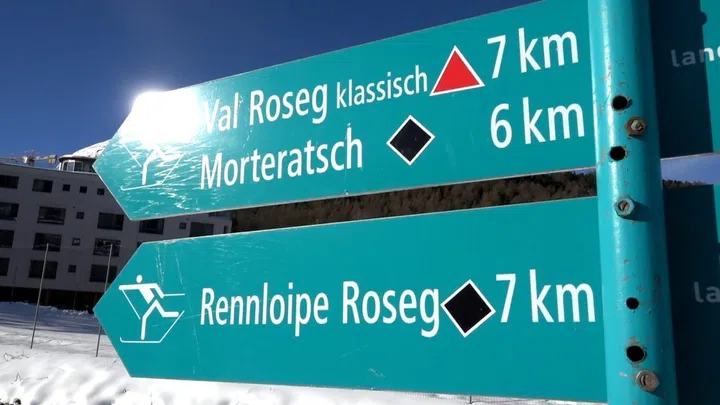 Val Roseg klassisch 7 km
Morteratsch 6 km
Rennloipe Roseg 7 km